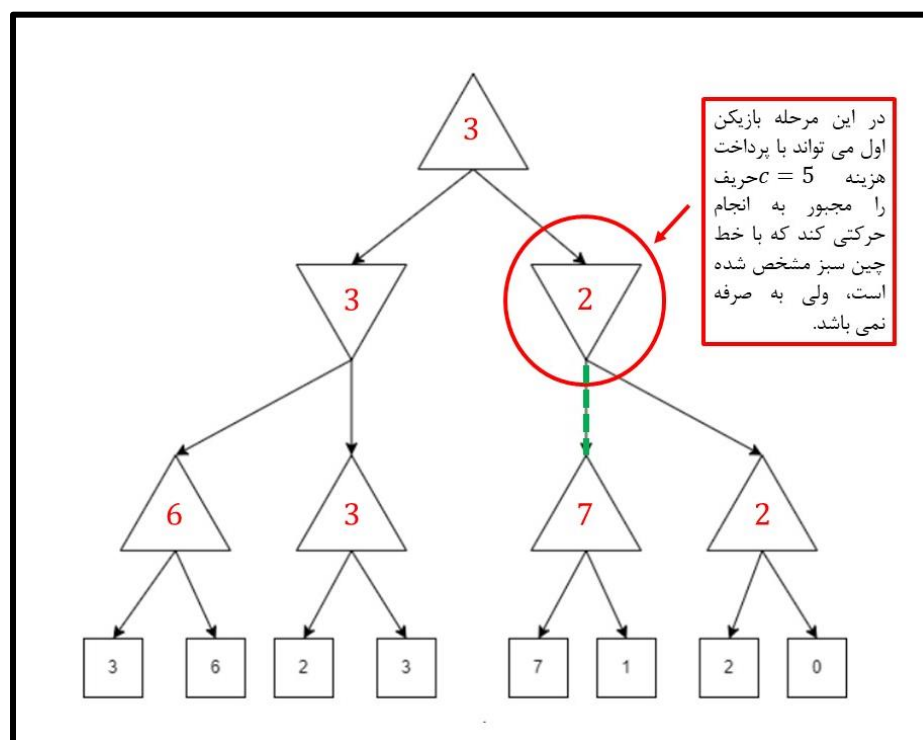 3
در این مرحله بازیکن
اول می تواند با پرداخت
هزینه c = 5 حریف
را مجبور به انجام
حرکتی کند که با خط
چین سبز مشخص شده
است، ولی به صرفه
نمی باشد.
3 2
6 3 7 2
3 6 2 3 7 1 2 0